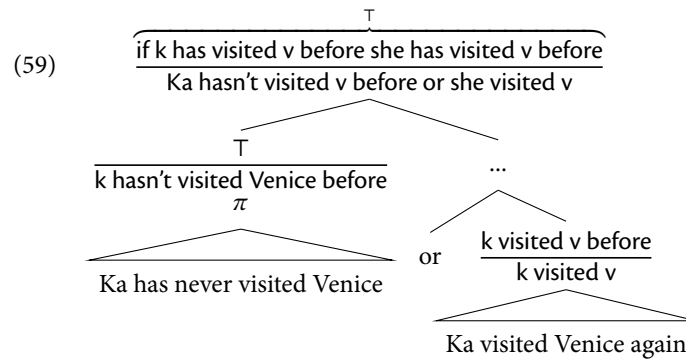 ⊤
(59) if k has visited v before she has visited v before
Ka hasn't visited v before or she visited v
⊤
k hasn't visited Venice before
π
...
or
k visited v before
k visited v
Ka has never visited Venice
Ka visited Venice again